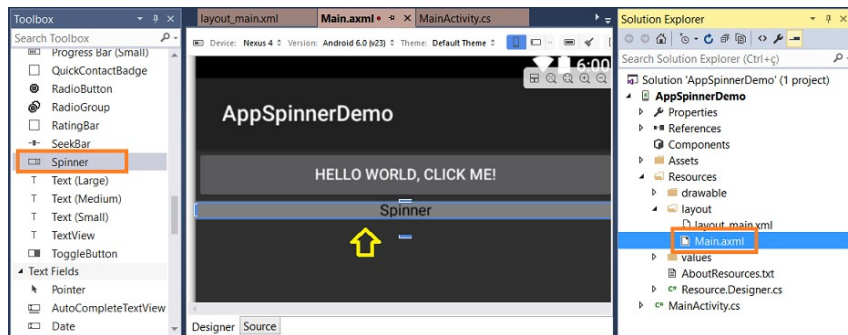 Toolbox
Search Toolbox
Progress Bar (Small)
QuickContactBadge
RadioButton
RadioGroup
RatingBar
SeekBar
Spinner
Text (Large)
Text (Medium)
Text (Small)
TextView
ToggleButton
Text Fields
Pointer
AutoCompleteTextView
Date
layout_main.xml
Main.axml
MainActivity.cs
Device: Nexus 4 Version: Android 6.0 (v23) Theme: Default Theme
6:00
AppSpinnerDemo
HELLO WORLD, CLICK ME!
Spinner
Designer Source
Solution Explorer
Search Solution Explorer (Ctrl+ç)
Solution 'AppSpinnerDemo' (1 project)
AppSpinnerDemo
Properties
References
Components
Assets
Resources
drawable
layout
layout_main.xml
Main.axml
values
AboutResources.txt
C# Resource.Designer.cs
C# MainActivity.cs